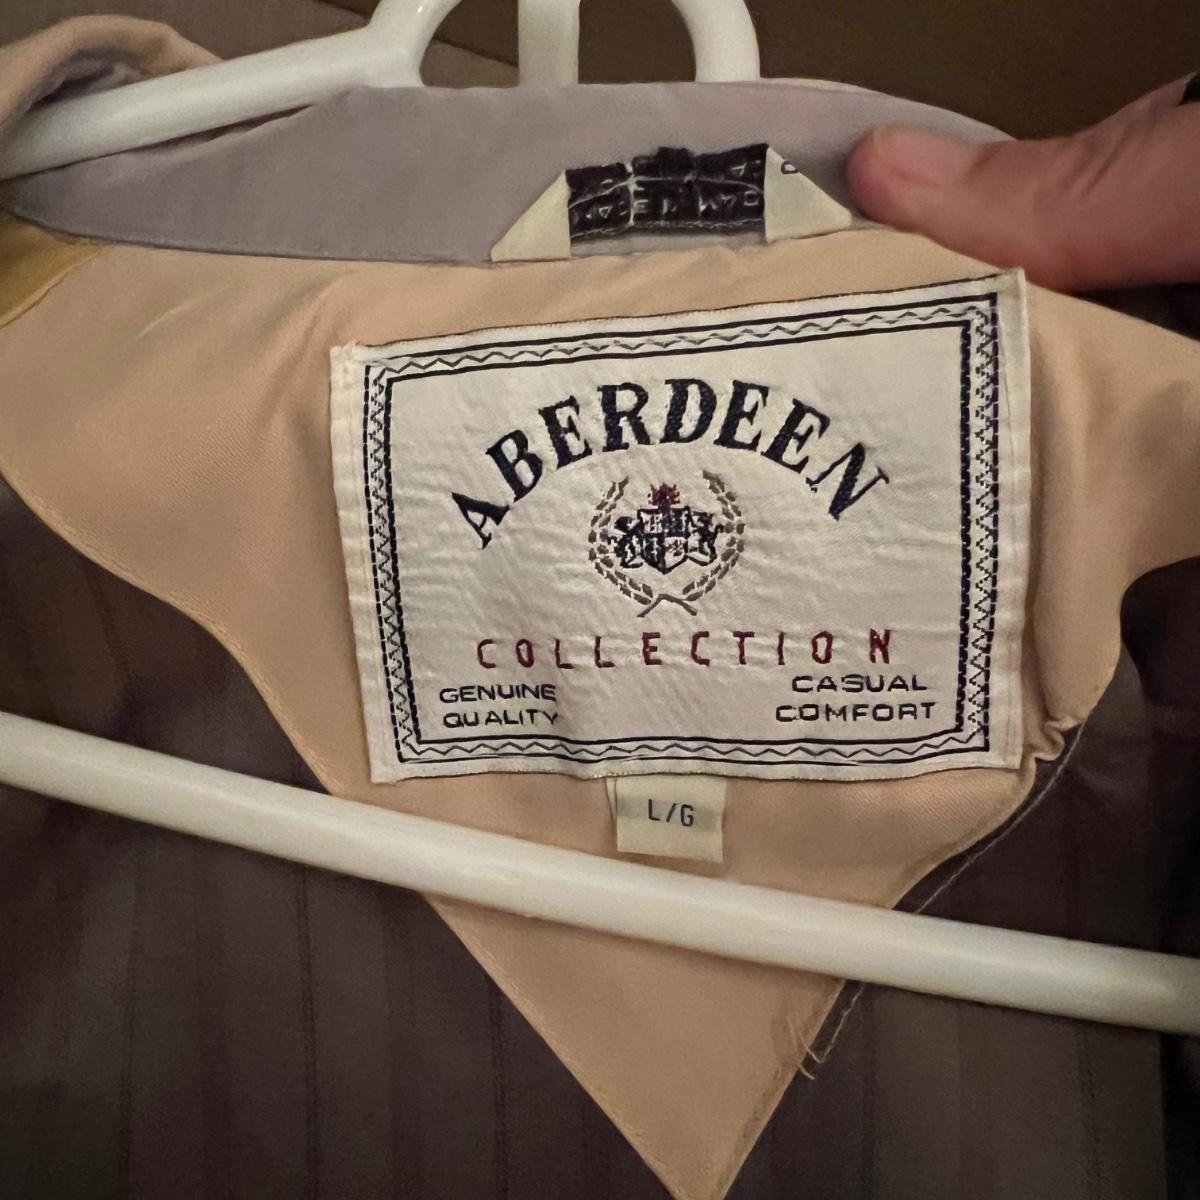 ABERDEEN
COLLECTION
GENUINE
QUALITY
CASUAL
COMFORT
L/G